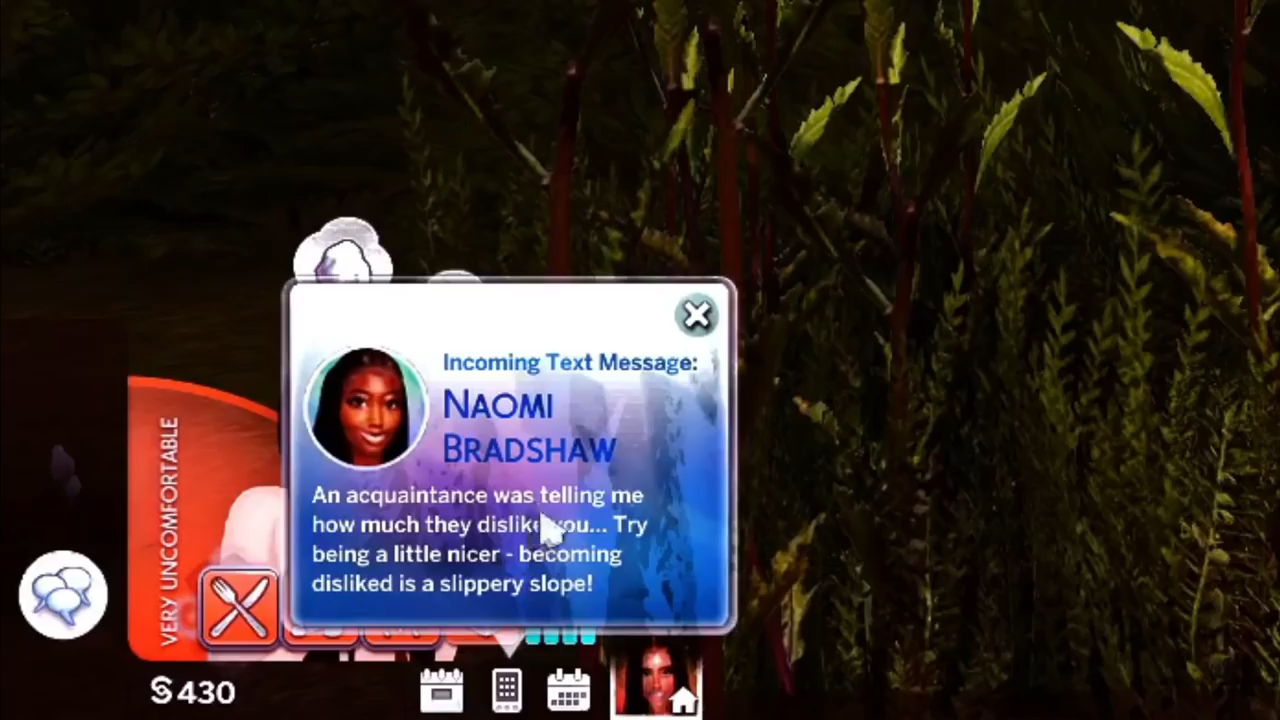 Incoming Text Message:
NAOMI
BRADSHAW
An acquaintance was telling me
how much they dislike you... Try
being a little nicer - becoming
disliked is a slippery slope!
VERY UNCOMFORTABLE
§430